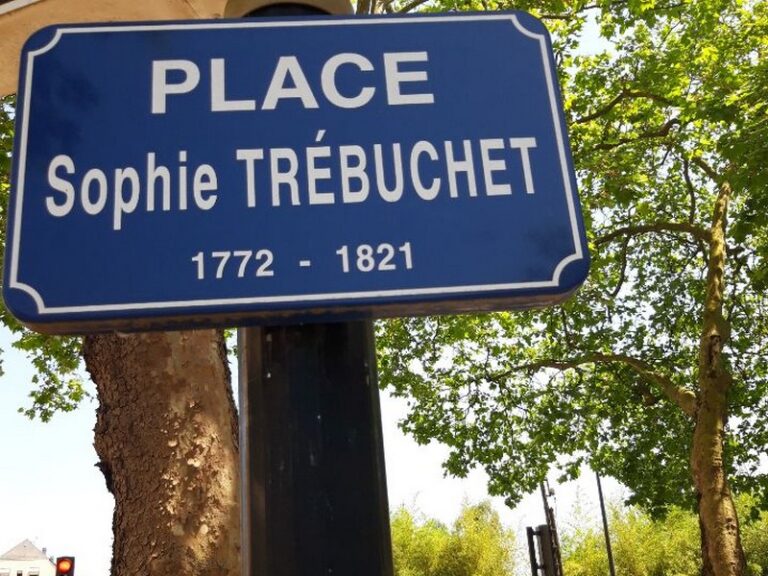 PLACE
Sophie TRÉBUCHET
1772 - 1821